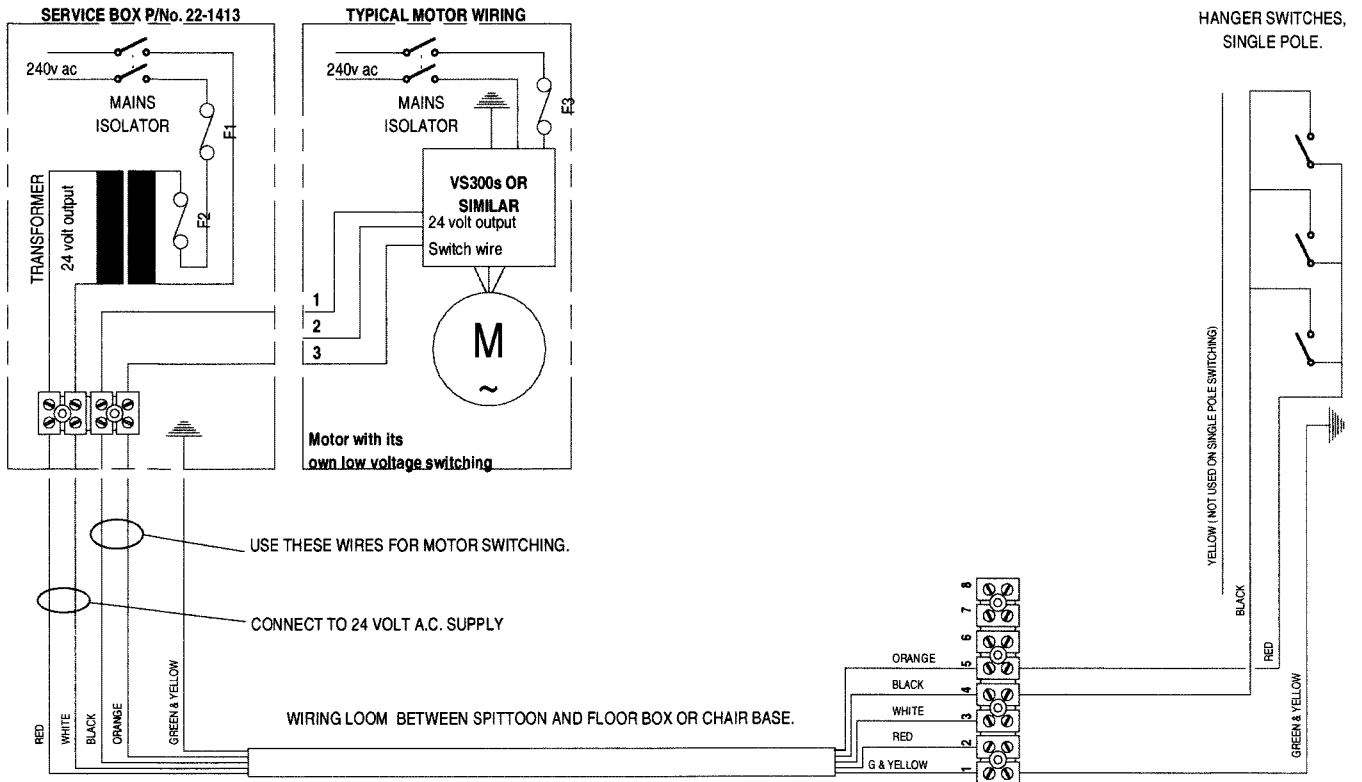 SERVICE BOX P/No. 22-1413
240v ac
MAINS
ISOLATOR
F1
F2
TRANSFORMER
24 volt output
TYPICAL MOTOR WIRING
240v ac
MAINS
ISOLATOR
F3
VS300s OR
SIMILAR
24 volt output
Switch wire
1
2
3
M
~
Motor with its
own low voltage switching
HANGER SWITCHES,
SINGLE POLE.
YELLOW ( NOT USED ON SINGLE POLE SWITCHING)
BLACK
RED
GREEN & YELLOW
USE THESE WIRES FOR MOTOR SWITCHING.
CONNECT TO 24 VOLT A.C. SUPPLY
RED
WHITE
BLACK
ORANGE
GREEN & YELLOW
WIRING LOOM BETWEEN SPITTOON AND FLOOR BOX OR CHAIR BASE.
8
7
6
ORANGE 5
BLACK 4
WHITE 3
RED 2
G & YELLOW 1